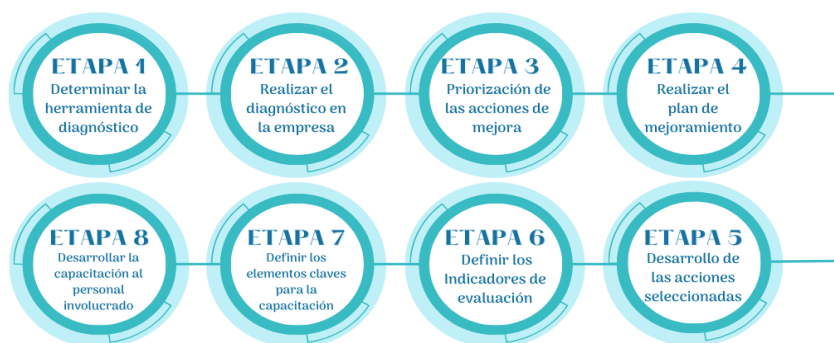 ETAPA 1
Determinar la
herramienta de
diagnóstico
ETAPA 2
Realizar el
diagnóstico en
la empresa
ETAPA 3
Priorización de
las acciones de
mejora
ETAPA 4
Realizar el
plan de
mejoramiento
ETAPA 5
Desarrollo de
las acciones
seleccionadas
ETAPA 6
Definir los
Indicadores de
evaluación
ETAPA 7
Definir los
elementos claves
para la
capacitación
ETAPA 8
Desarrollar la
capacitación al
personal
involucrado